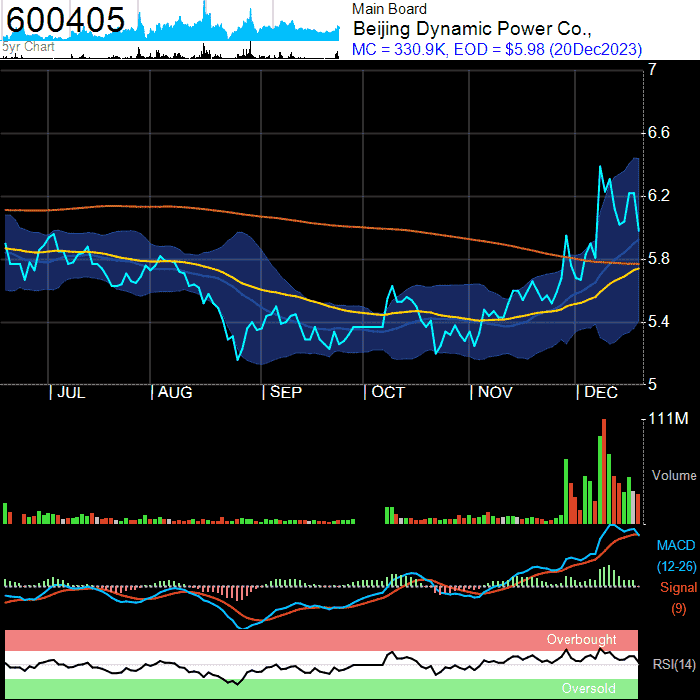 600405
5yr Chart
Main Board
Beijing Dynamic Power Co.,
MC = 330.9K, EOD = $5.98 (20Dec2023)
7
6.6
6.2
5.8
5.4
5
| JUL | AUG | SEP | OCT | NOV | DEC
111M
Volume
MACD
(12-26)
Signal
(9)
Overbought
RSI(14)
Oversold